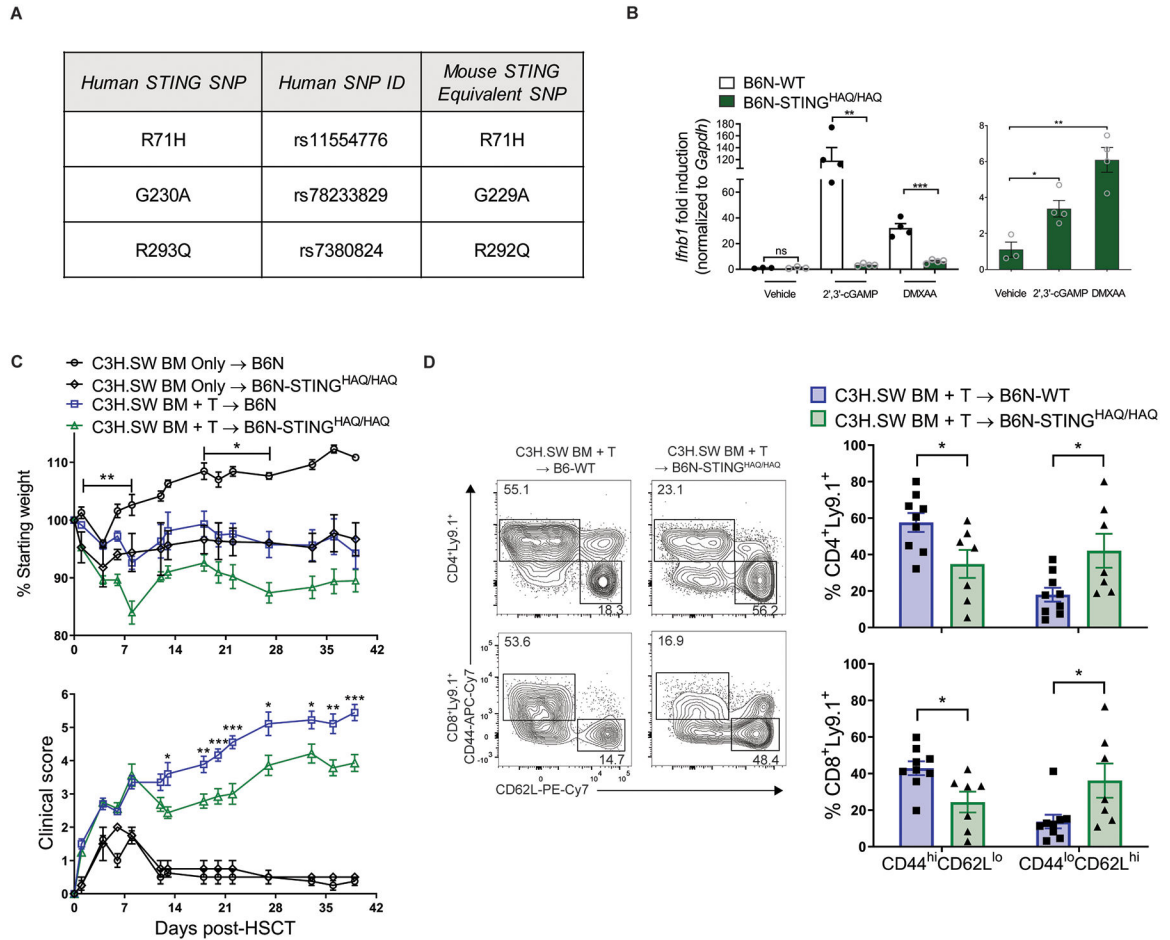 A
Human STING SNP Human SNP ID Mouse STING Equivalent SNP
R71H rs11554776 R71H
G230A rs78233829 G229A
R293Q rs7380824 R292Q
B
B6N-WT
B6N-STINGHAQ/HAQ
Ifnb1 fold induction
(normalized to Gapdh)
180
160
140
120
60
40
20
0
ns
**
***
Vehicle 2',3'-cGAMP DMXAA
8
6
4
2
0
*
**
Vehicle 2',3'-cGAMP DMXAA
C
C3H.SW BM Only → B6N
C3H.SW BM Only → B6N-STINGHAQ/HAQ
C3H.SW BM + T → B6N
C3H.SW BM + T → B6N-STINGHAQ/HAQ
% Starting weight
110
100
90
80
**
*
0 7 14 21 28 35 42
Clinical score
6
5
4
3
2
1
0
* ** *** *** * * ** ***
0 7 14 21 28 35 42
Days post-HSCT
D
C3H.SW BM + T
→ B6-WT
C3H.SW BM + T
→ B6N-STINGHAQ/HAQ
CD4+Ly9.1+
55.1
18.3
23.1
56.2
CD8+Ly9.1+
CD44-APC-Cy7
105
104
103
0
-103
53.6
14.7
16.9
48.4
0 104 105
CD62L-PE-Cy7
C3H.SW BM + T → B6N-WT
C3H.SW BM + T → B6N-STINGHAQ/HAQ
% CD4+Ly9.1+
100
80
60
40
20
0
* *
% CD8+Ly9.1+
100
80
60
40
20
0
* *
CD44hiCD62Llo CD44loCD62Lhi